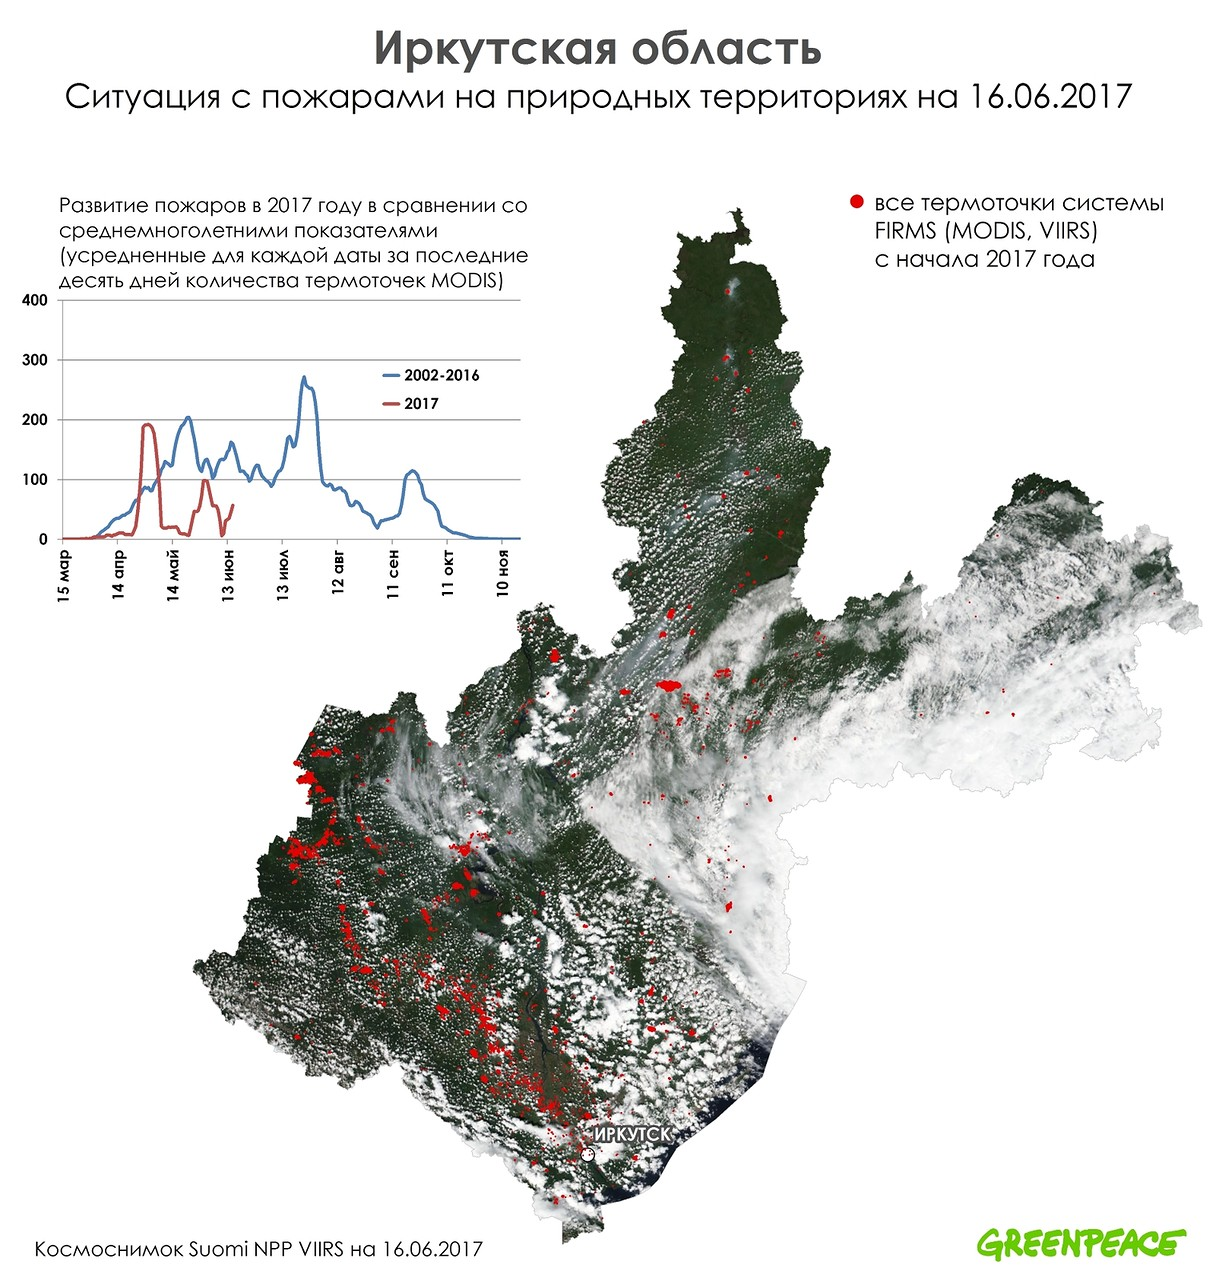 Иркутская область
Ситуация с пожарами на природных территориях на 16.06.2017
Развитие пожаров в 2017 году в сравнении со
среднемноголетними показателями
(усредненные для каждой даты за последние
десять дней количества термоточек MODIS)
все термоточки системы
FIRMS (MODIS, VIIRS)
с начала 2017 года
400
300
200
100
0
2002-2016
2017
15 мар
14 апр
14 май
13 июн
13 июл
12 авг
11 сен
11 окт
10 ноя
ИРКУТСК
Космоснимок Suomi NPP VIIRS на 16.06.2017
GREENPEACE